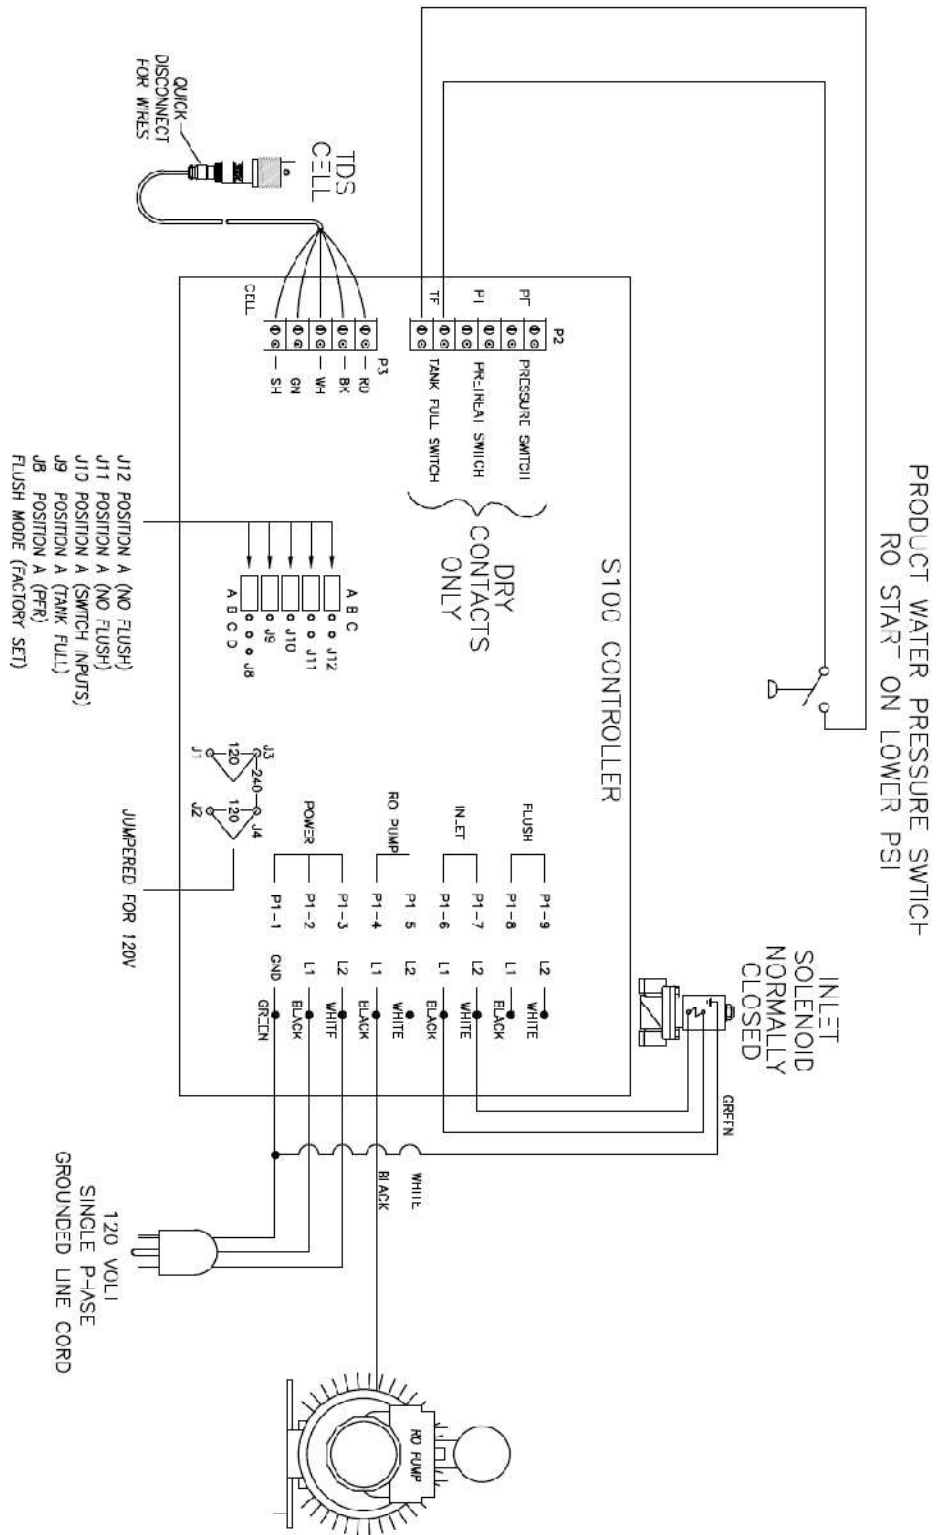 PRODUCT WATER PRESSURE SWTICH
RO START ON LOWER PSI
QUICK
DISCONNECT
FOR WIRES
TDS
CELL
CELL
P3
RD
BK
WH
GN
SH
P2
PRESSURE SWITCH
PRETREAT SWITCH
TF
TANK FULL SWITCH
DRY
CONTACTS
ONLY
S100 CONTROLLER
J12 POSITION A (NO FLUSH)
J11 POSITION A (NO FLUSH)
J10 POSITION A (SWITCH INPUTS)
J9 POSITION A (TANK FULL)
J8 POSITION A (PFR)
FLUSH MODE (FACTORY SET)
A B C
J12
J11
J10
J9
J8
A B C D
J3
120
J1
240
J4
120
J2
JUMPERED FOR 120V
FLUSH
INLET
RO PUMP
POWER
P1-9 L2 WHITE
P1-8 L1 BLACK
P1-7 L2 WHITE
P1-6 L1 BLACK
P1 5 L2 WHITE
P1-4 L1 BLACK
P1-3 L2 WHITE
P1-2 L1 BLACK
P1-1 GND GREEN
INLET
SOLENOID
NORMALLY
CLOSED
GREEN
WHITE
BLACK
120 VOLT
SINGLE PHASE
GROUNDED LINE CORD
RO PUMP